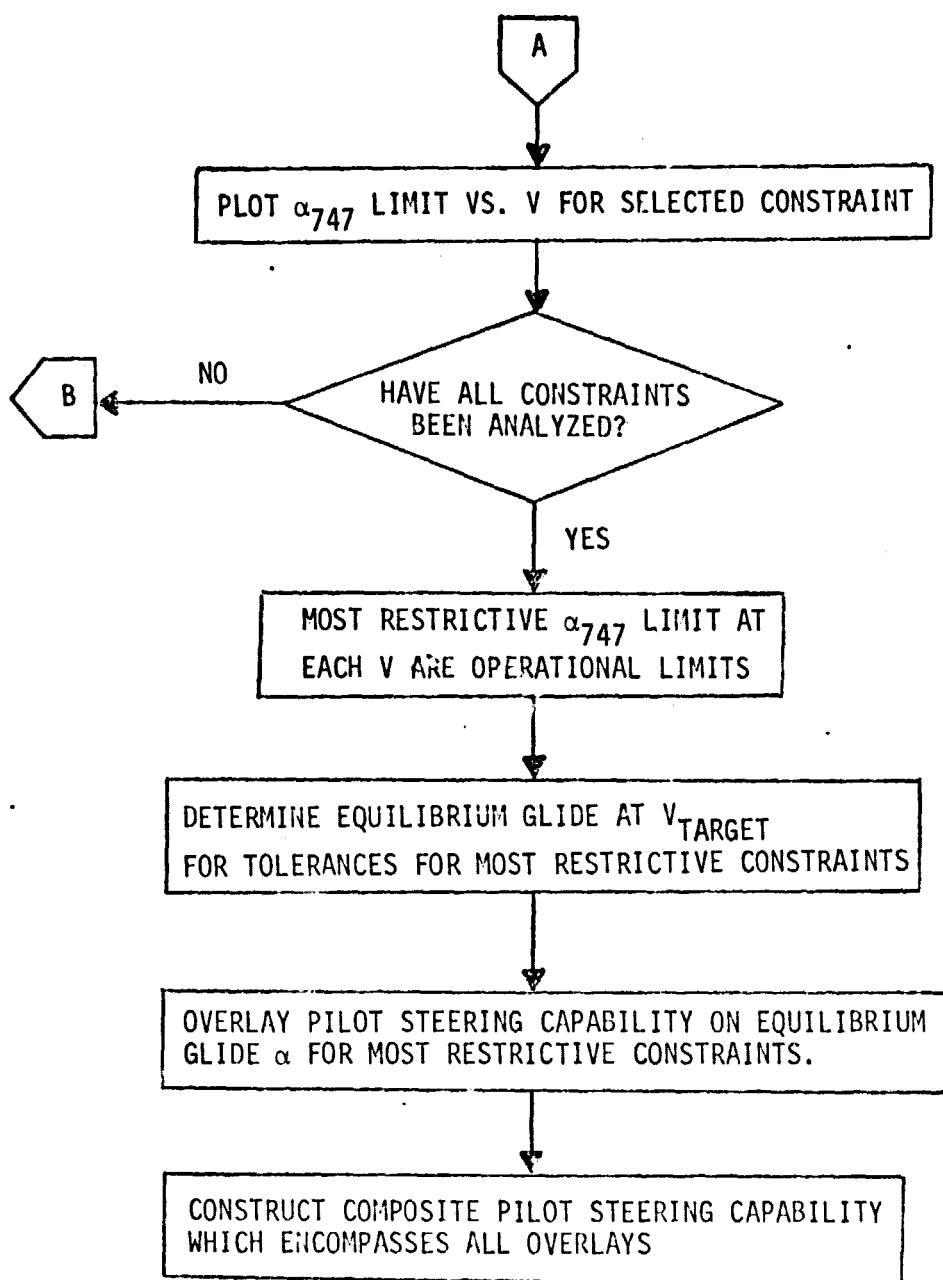 A
PLOT α747 LIMIT VS. V FOR SELECTED CONSTRAINT
NO
B
HAVE ALL CONSTRAINTS
BEEN ANALYZED?
YES
MOST RESTRICTIVE α747 LIMIT AT
EACH V ARE OPERATIONAL LIMITS
DETERMINE EQUILIBRIUM GLIDE AT VTARGET
FOR TOLERANCES FOR MOST RESTRICTIVE CONSTRAINTS
OVERLAY PILOT STEERING CAPABILITY ON EQUILIBRIUM
GLIDE α FOR MOST RESTRICTIVE CONSTRAINTS.
CONSTRUCT COMPOSITE PILOT STEERING CAPABILITY
WHICH ENCOMPASSES ALL OVERLAYS